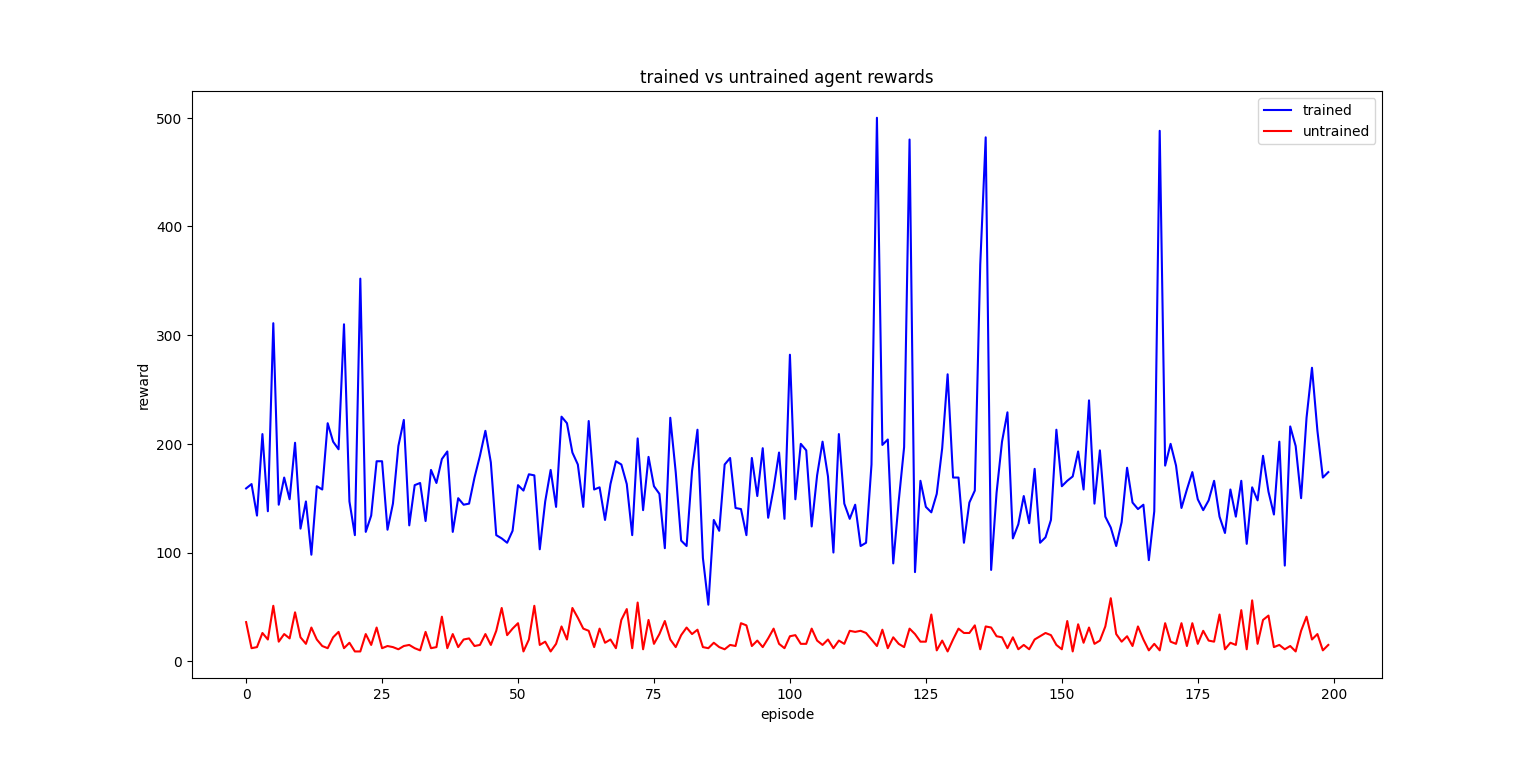 trained vs untrained agent rewards
trained
untrained
500
400
300
200
100
0
reward
0 25 50 75 100 125 150 175 200
episode